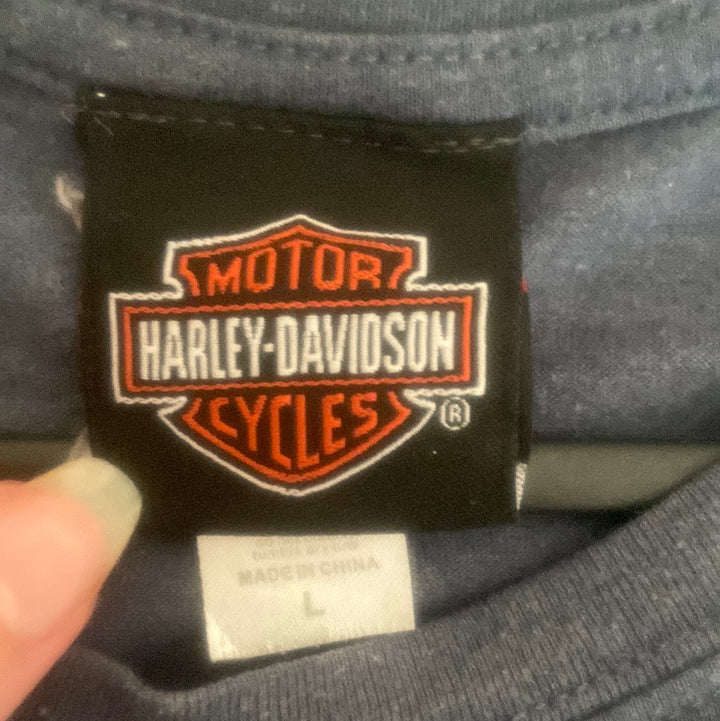 MOTOR
HARLEY-DAVIDSON
CYCLES
®
MADE IN CHINA
L